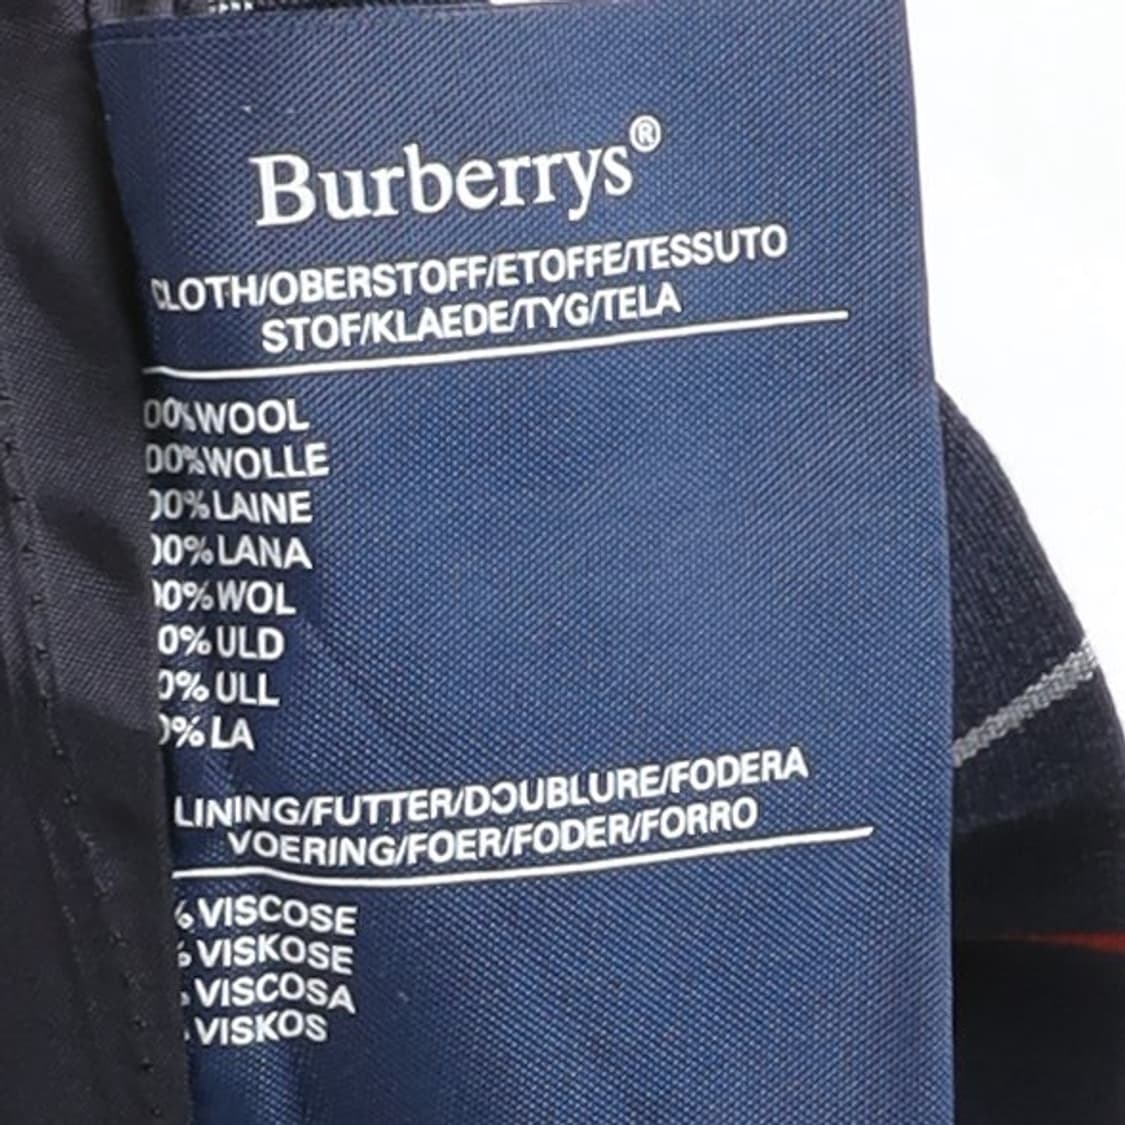 Burberrys®
CLOTH/OBERSTOFF/ETOFFE/TESSUTO
STOF/KLAEDE/TYG/TELA
00%WOOL
00%WOLLE
00%LAINE
00%LANA
00%WOL
0%ULD
0%ULL
0%LA
LINING/FUTTER/DOUBLURE/FODERA
VOERING/FOER/FODER/FORRO
% VISCOSE
% VISKOSE
VISCOSA
VISKOS